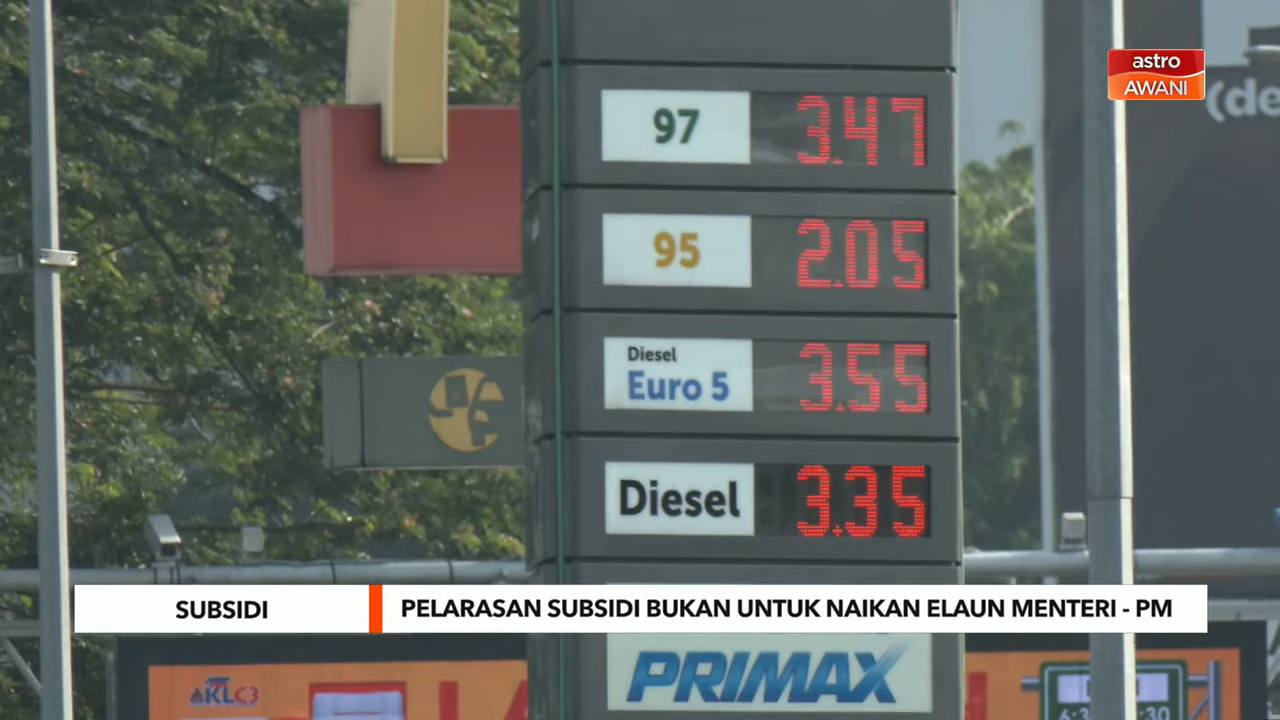 astro
AWANI
(de
97 3.47
95 2.05
Diesel
Euro 5 3.55
Diesel 3.35
SUBSIDI PELARASAN SUBSIDI BUKAN UNTUK NAIKAN ELAUN MENTERI - PM
PRIMAX
KLC3